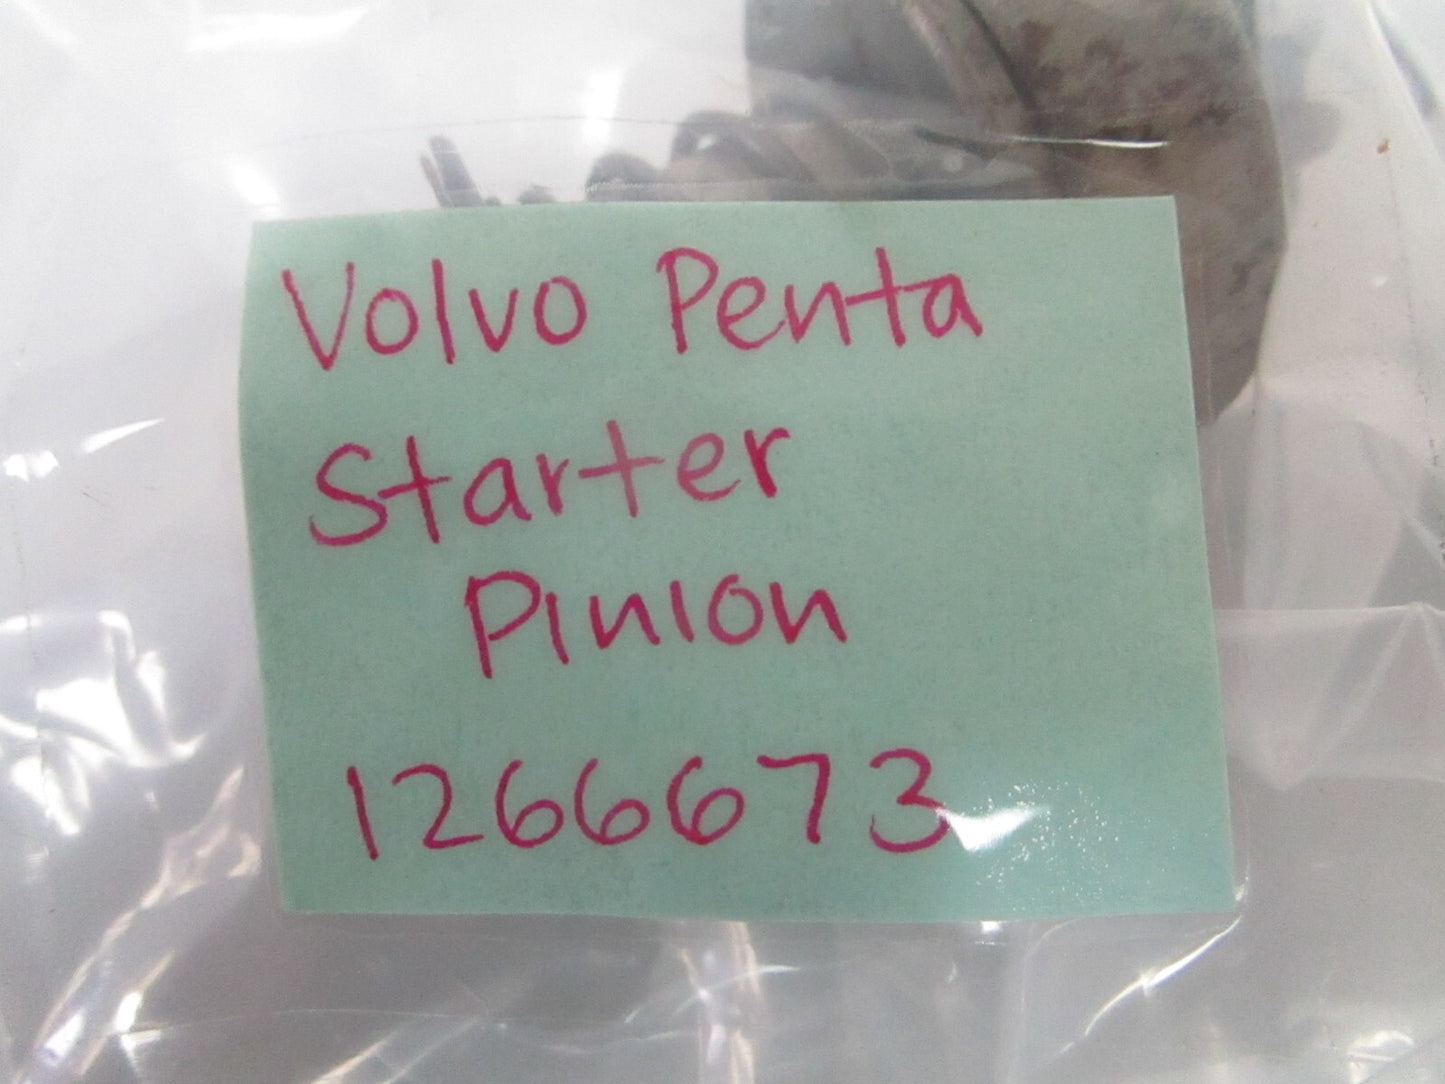 Volvo Penta
Starter
Pinion
1266673